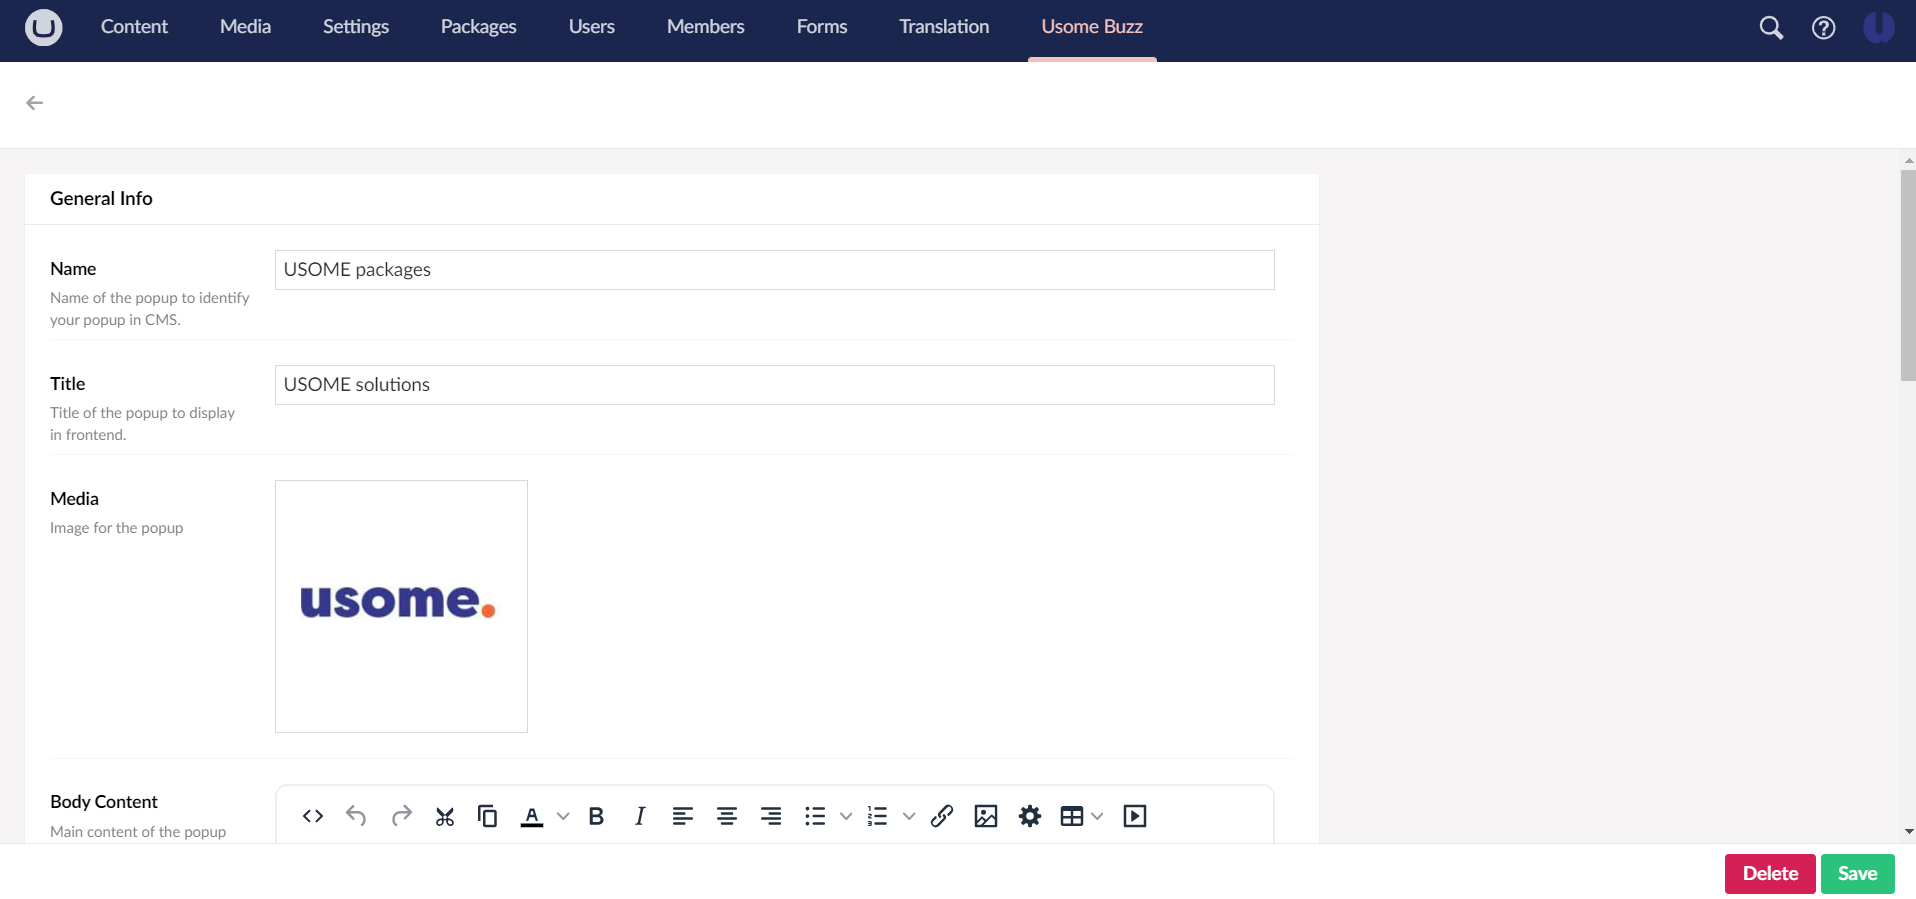 Content Media Settings Packages Users Members Forms Translation Usome Buzz
General Info
Name
USOME packages
Name of the popup to identify
your popup in CMS.
Title
USOME solutions
Title of the popup to display
in frontend.
Media
Image for the popup
usome.
Body Content
Main content of the popup
Delete Save